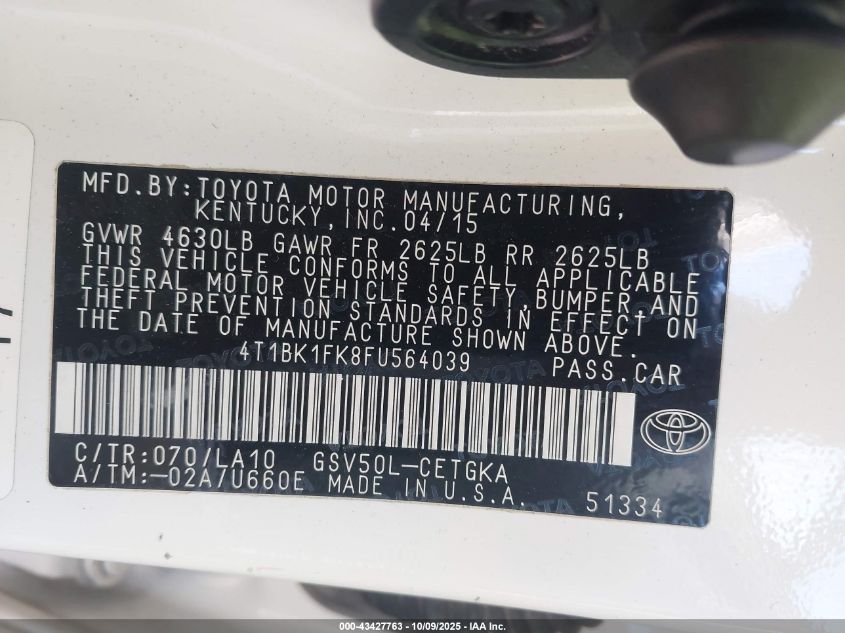 MFD.BY:TOYOTA MOTOR MANUFACTURING,
KENTUCKY,INC.04/15
GVWR 4630LB GAWR FR 2625LB RR 2625LB
THIS VEHICLE CONFORMS TO ALL APPLICABLE
FEDERAL MOTOR VEHICLE SAFETY,BUMPER,AND
THEFT PREVENTION STANDARDS IN EFFECT ON
THE DATE OF MANUFACTURE SHOWN ABOVE.
4T1BK1FK8FU564039 PASS.CAR
C/TR:070/LA10 GSV50L-CETGKA
A/TM:-02A/U660E MADE IN U.S.A. 51334
000-43427763 - 10/09/2025 - IAA Inc.